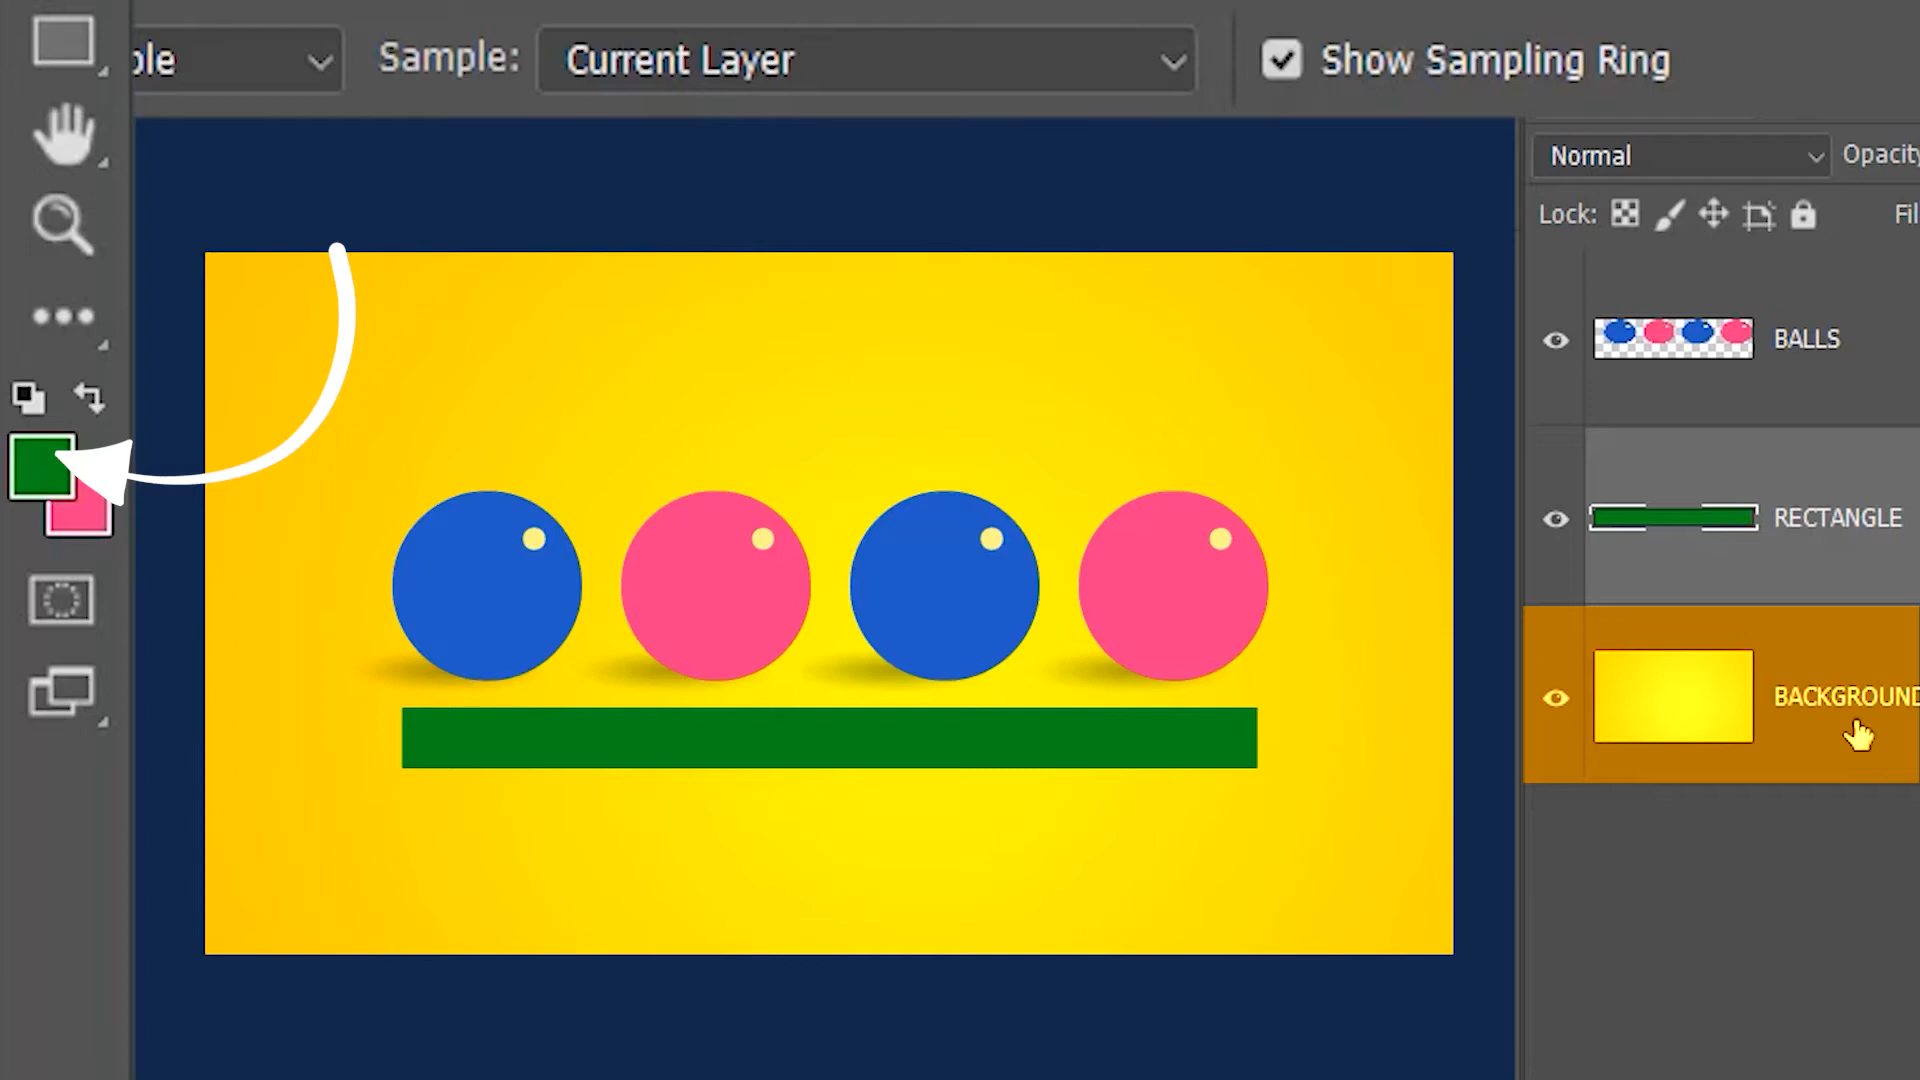 ple Sample: Current Layer Show Sampling Ring
Normal Opacity
Lock: Fil
BALLS
RECTANGLE
BACKGROUND